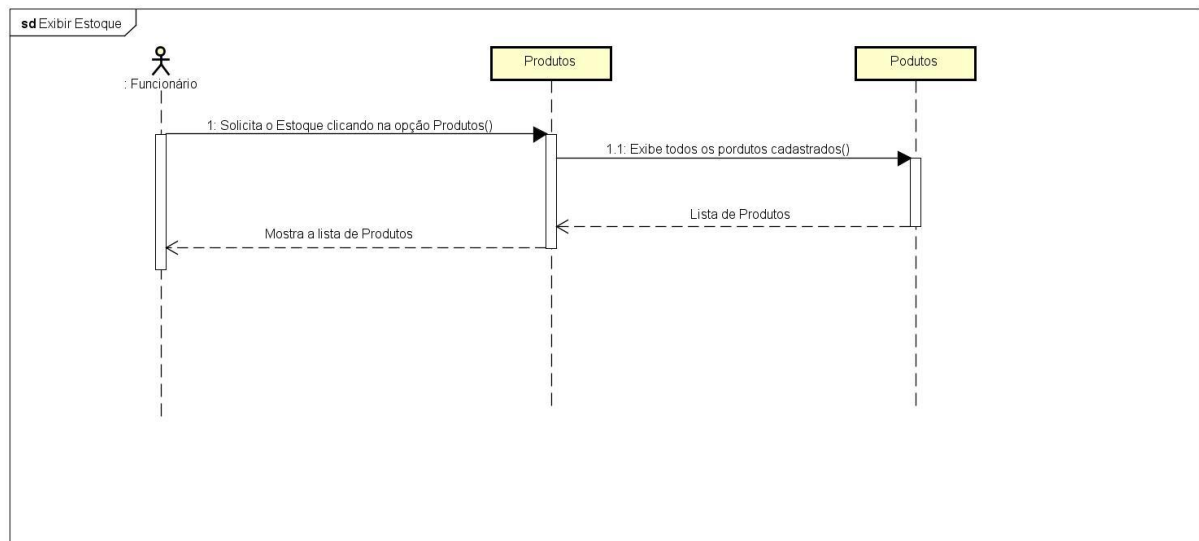 sd Exibir Estoque
: Funcionário
Produtos
Podutos
1: Solicita o Estoque clicando na opção Produtos()
1.1: Exibe todos os pordutos cadastrados()
Lista de Produtos
Mostra a lista de Produtos